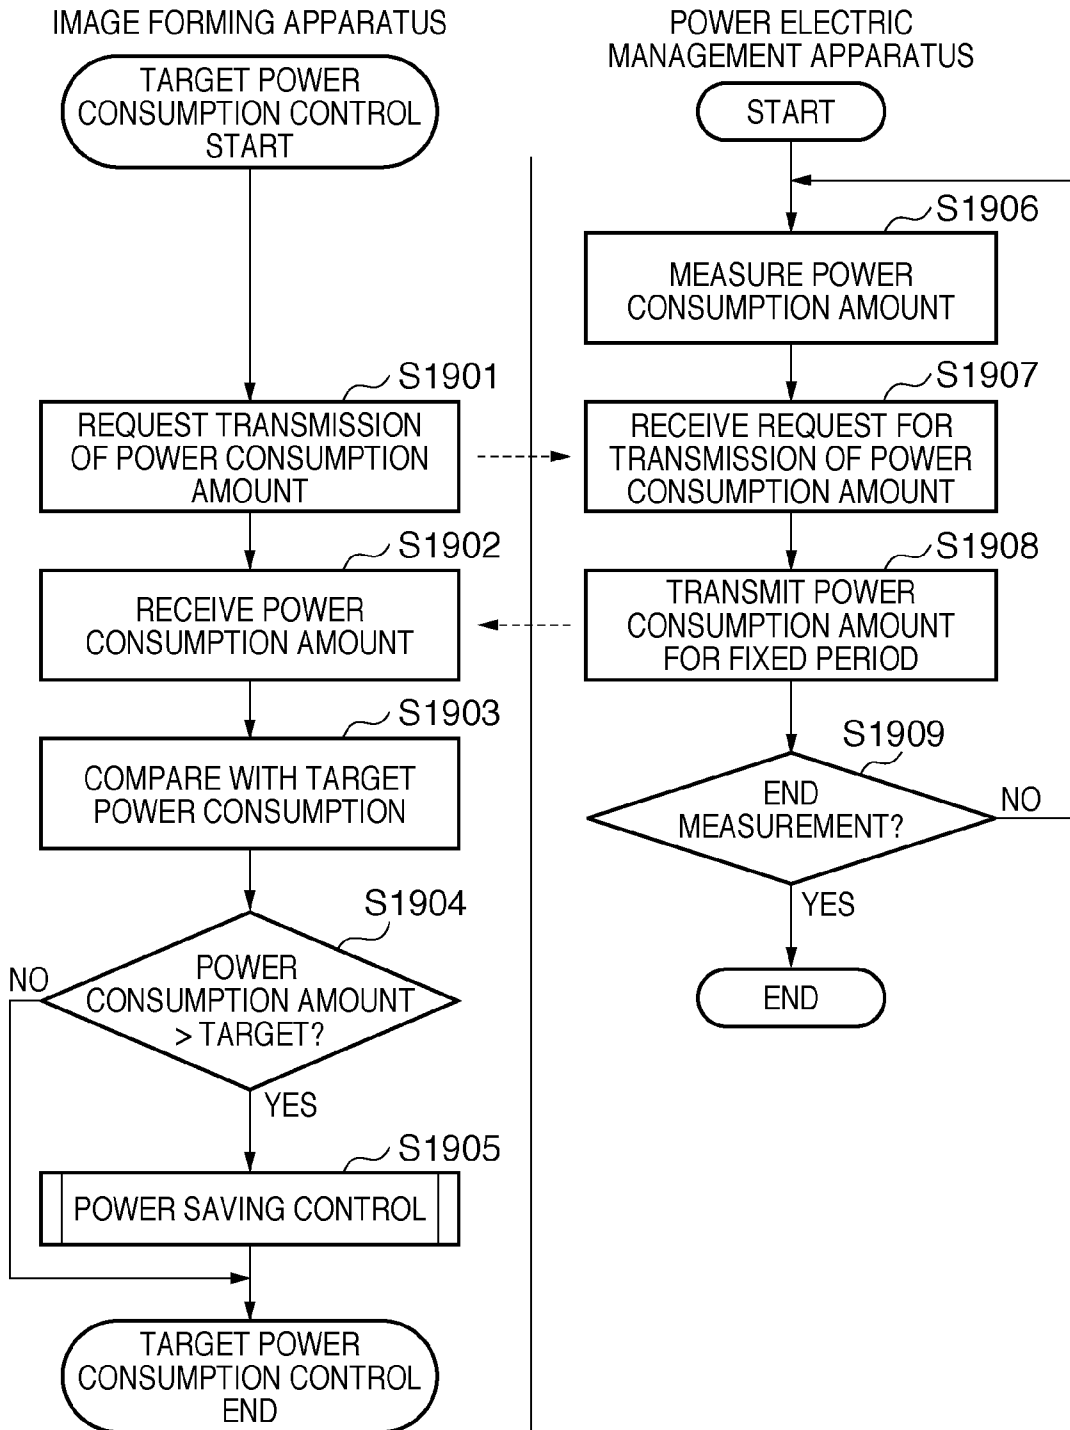 IMAGE FORMING APPARATUS
TARGET POWER
CONSUMPTION CONTROL
START
S1901
REQUEST TRANSMISSION
OF POWER CONSUMPTION
AMOUNT
S1902
RECEIVE POWER
CONSUMPTION AMOUNT
S1903
COMPARE WITH TARGET
POWER CONSUMPTION
S1904
POWER
CONSUMPTION AMOUNT
> TARGET?
NO
YES
S1905
POWER SAVING CONTROL
TARGET POWER
CONSUMPTION CONTROL
END
POWER ELECTRIC
MANAGEMENT APPARATUS
START
S1906
MEASURE POWER
CONSUMPTION AMOUNT
S1907
RECEIVE REQUEST FOR
TRANSMISSION OF POWER
CONSUMPTION AMOUNT
S1908
TRANSMIT POWER
CONSUMPTION AMOUNT
FOR FIXED PERIOD
S1909
END
MEASUREMENT?
NO
YES
END